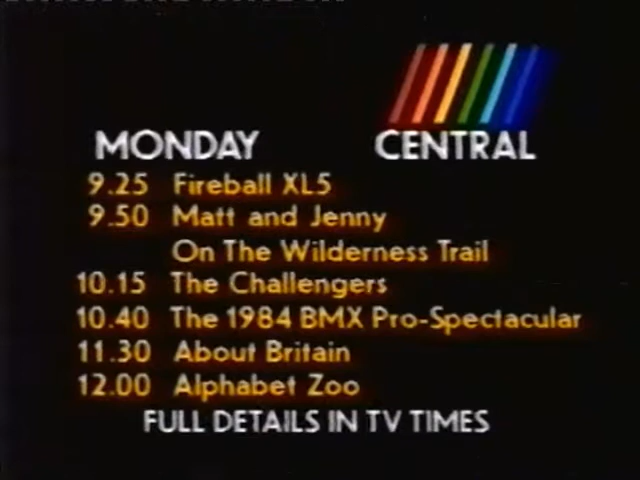 MONDAY CENTRAL
9.25 Fireball XL5
9.50 Matt and Jenny
On The Wilderness Trail
10.15 The Challengers
10.40 The 1984 BMX Pro-Spectacular
11.30 About Britain
12.00 Alphabet Zoo
FULL DETAILS IN TV TIMES